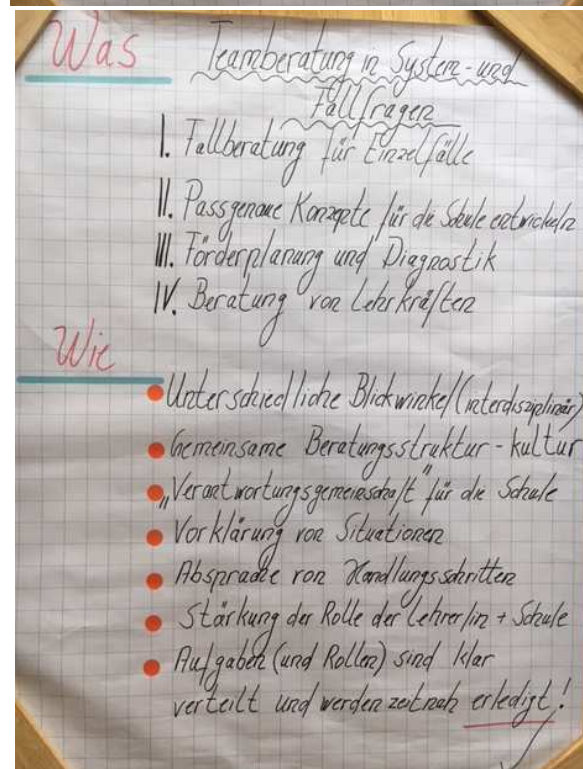 Was
Teamberatung in System- und
Fallfragen
I. Fallberatung für Einzelfälle
II. Passgenaue Konzepte für die Schule entwickeln
III. Förderplanung und Diagnostik
IV. Beratung von Lehrkräften
Wie
Unterschiedliche Blickwinkel (interdisziplinär)
Gemeinsame Beratungsstruktur - kultur
„Verantwortungsgemeinschaft" für die Schule
Vorklärung von Situationen
Absprache von Handlungsschritten
Stärkung der Rolle der Lehrer/in + Schule
Aufgaben (und Rollen) sind klar
verteilt und werden zeitnah erledigt!